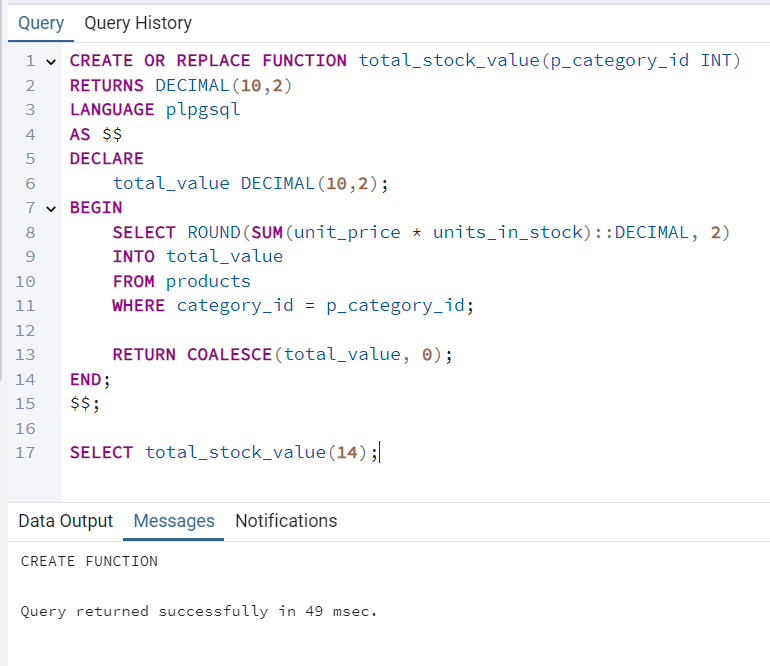 Query Query History
1 CREATE OR REPLACE FUNCTION total_stock_value(p_category_id INT)
2 RETURNS DECIMAL(10,2)
3 LANGUAGE plpgsql
4 AS $$
5 DECLARE
6     total_value DECIMAL(10,2);
7 BEGIN
8     SELECT ROUND(SUM(unit_price * units_in_stock)::DECIMAL, 2)
9     INTO total_value
10     FROM products
11     WHERE category_id = p_category_id;
12
13     RETURN COALESCE(total_value, 0);
14 END;
15 $$;
16
17 SELECT total_stock_value(14);
Data Output Messages Notifications
CREATE FUNCTION
Query returned successfully in 49 msec.